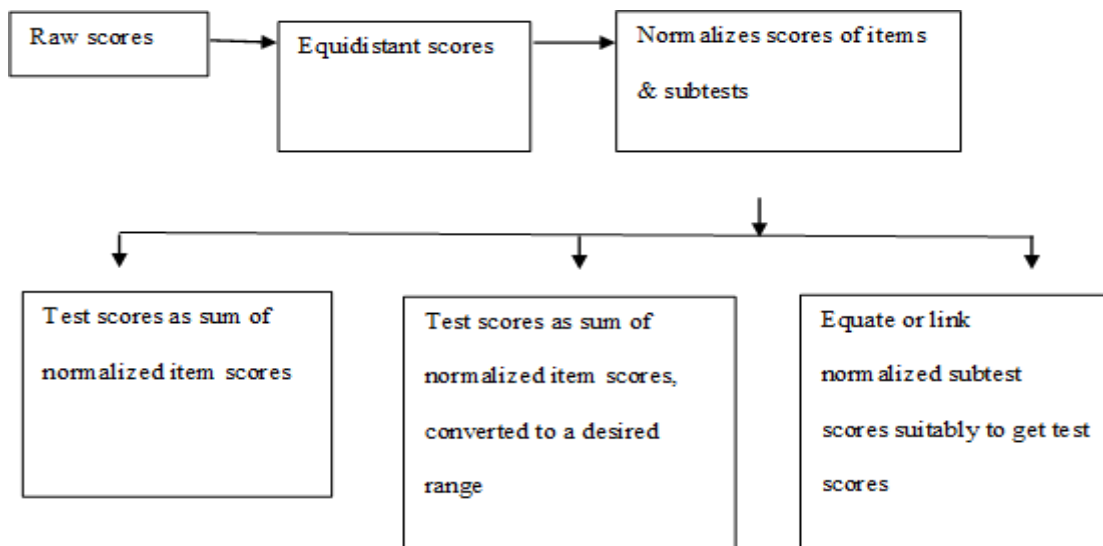 Raw scores
Equidistant scores
Normalizes scores of items
& subtests
Test scores as sum of
normalized item scores
Test scores as sum of
normalized item scores,
converted to a desired
range
Equate or link
normalized subtest
scores suitably to get test
scores